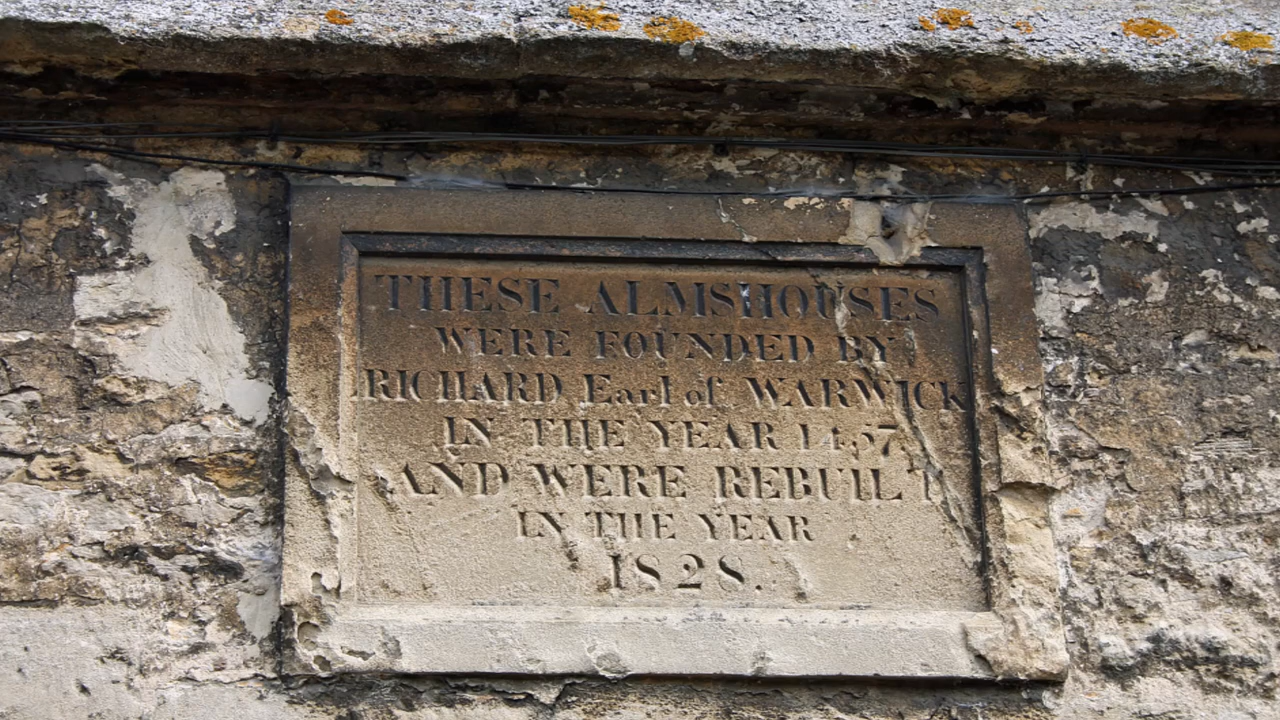 THESE ALMSHOUSES
WERE FOUNDED BY
RICHARD Earl of WARWICK
IN THE YEAR 1457.
AND WERE REBUILT
IN THE YEAR
1828.